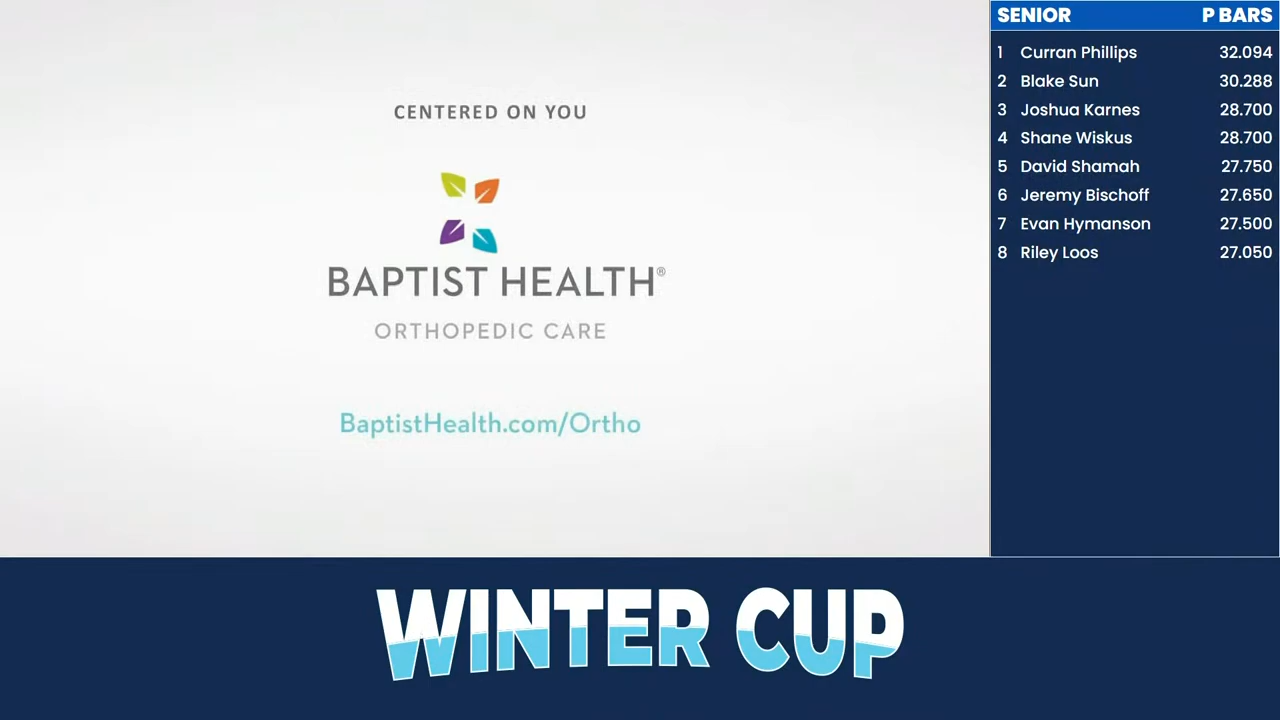 CENTERED ON YOU
BAPTIST HEALTH®
ORTHOPEDIC CARE
BaptistHealth.com/Ortho
SENIOR P BARS
1 Curran Phillips 32.094
2 Blake Sun 30.288
3 Joshua Karnes 28.700
4 Shane Wiskus 28.700
5 David Shamah 27.750
6 Jeremy Bischoff 27.650
7 Evan Hymanson 27.500
8 Riley Loos 27.050
WINTER CUP